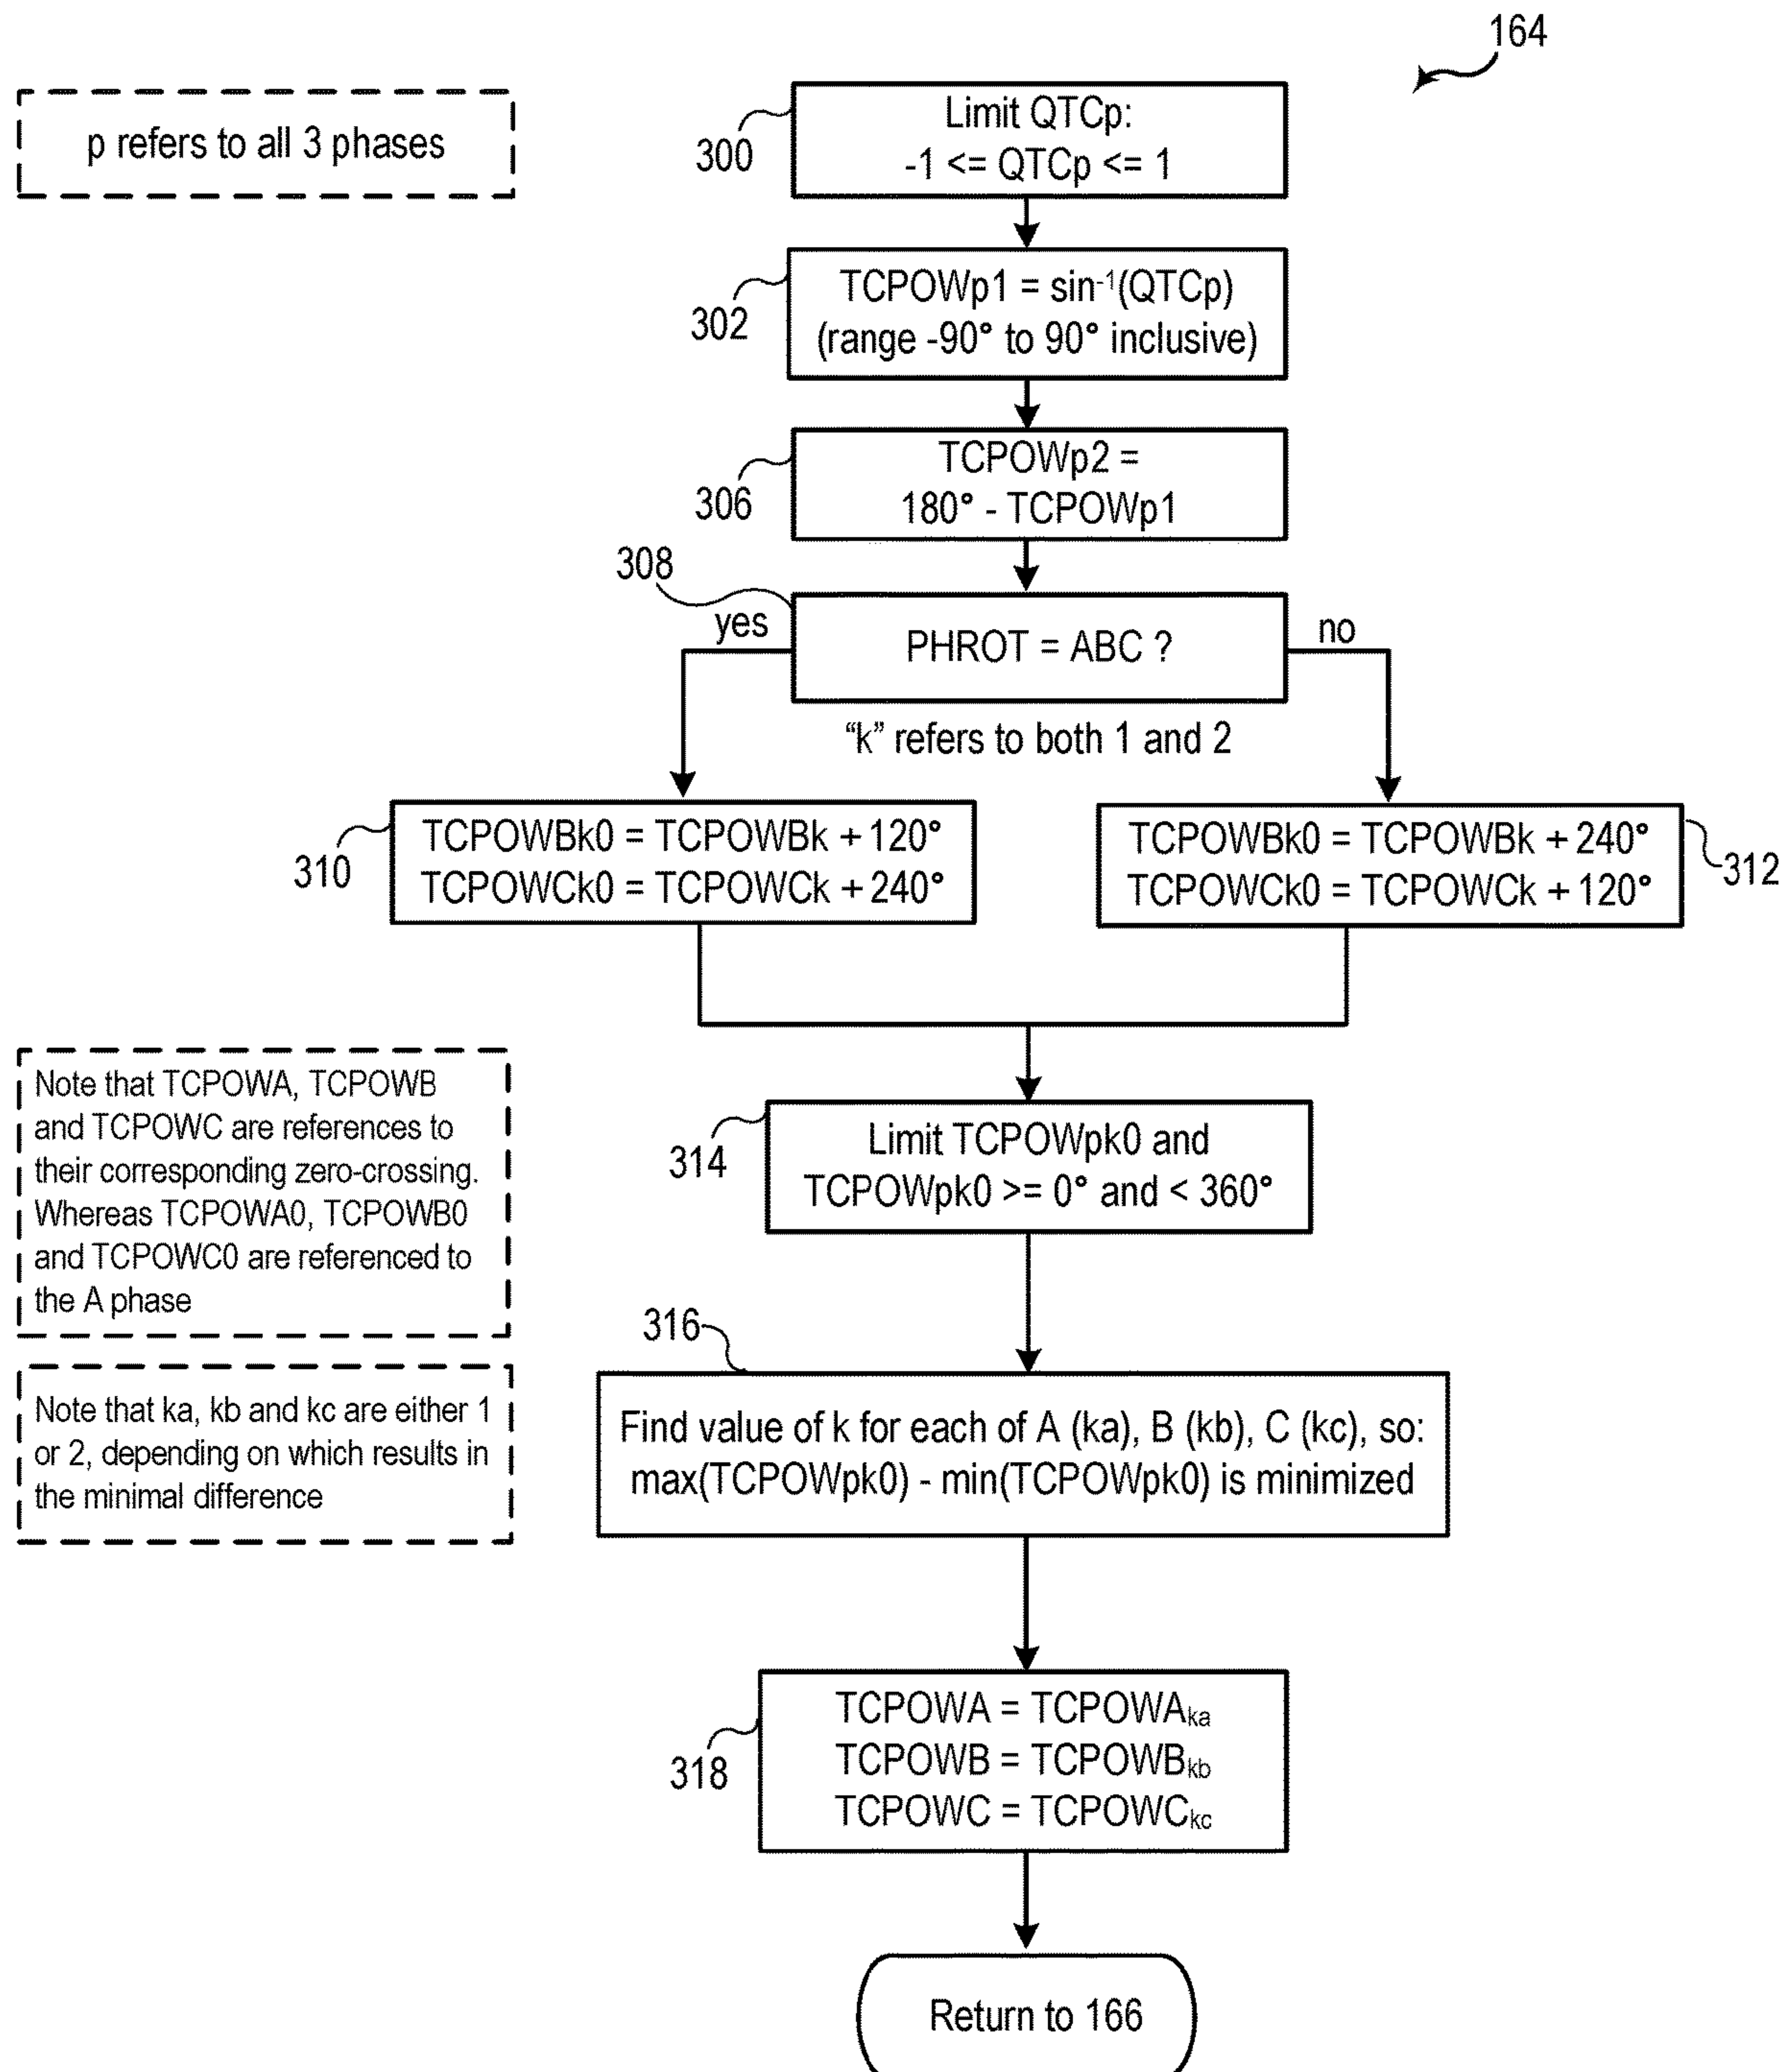 164
p refers to all 3 phases
300
Limit QTCp:
-1 <= QTCp <= 1
302
TCPOWp1 = sin⁻¹(QTCp)
(range -90° to 90° inclusive)
306
TCPOWp2 =
180° - TCPOWp1
308
yes
PHROT = ABC ?
no
“k” refers to both 1 and 2
310
TCPOWBk0 = TCPOWBk + 120°
TCPOWCk0 = TCPOWCk + 240°
TCPOWBk0 = TCPOWBk + 240°
TCPOWCk0 = TCPOWCk + 120°
312
Note that TCPOWA, TCPOWB
and TCPOWC are references to
their corresponding zero-crossing.
Whereas TCPOWA0, TCPOWB0
and TCPOWC0 are referenced to
the A phase
314
Limit TCPOWpk0 and
TCPOWpk0 >= 0° and < 360°
316
Find value of k for each of A (ka), B (kb), C (kc), so:
max(TCPOWpk0) - min(TCPOWpk0) is minimized
Note that ka, kb and kc are either 1
or 2, depending on which results in
the minimal difference
318
TCPOWA = TCPOWAka
TCPOWB = TCPOWBkb
TCPOWC = TCPOWCkc
Return to 166